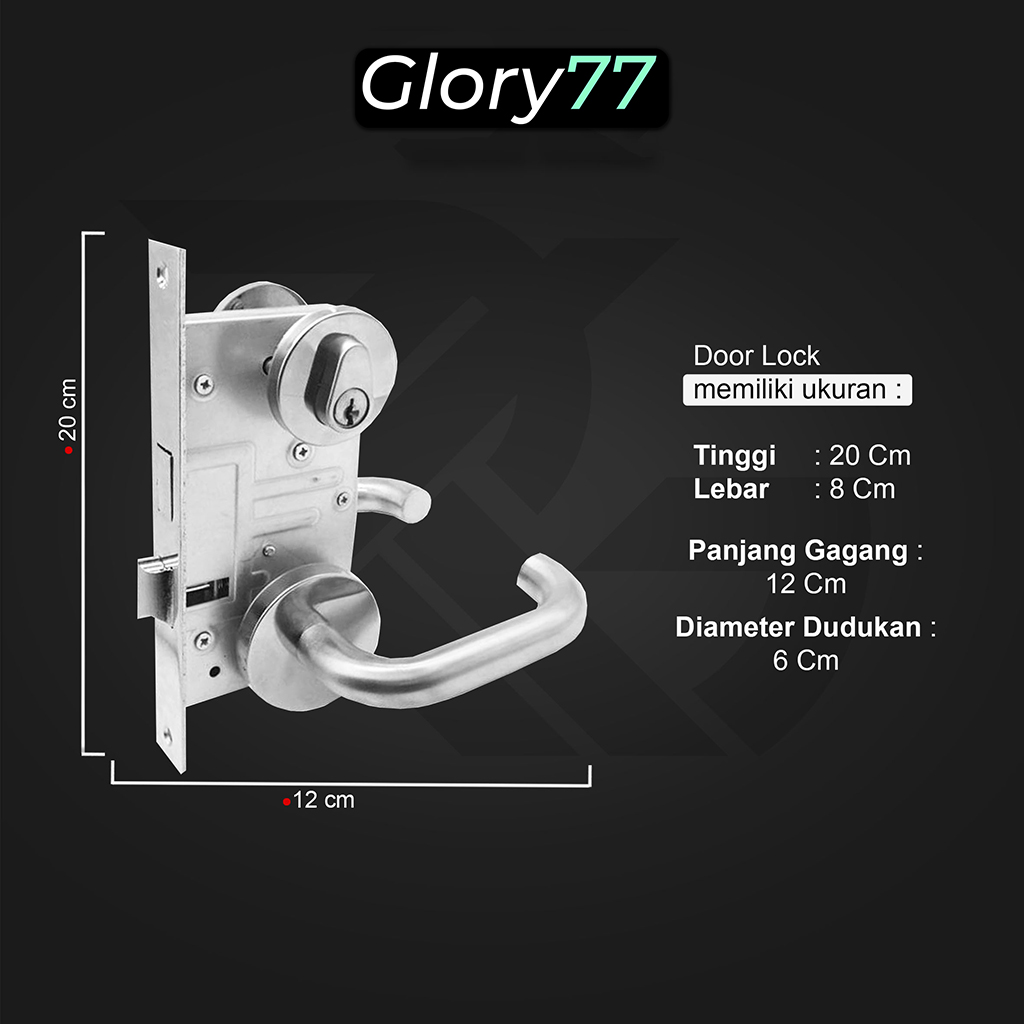 Glory77
20 cm
Door Lock
memiliki ukuran :
Tinggi : 20 Cm
Lebar : 8 Cm
Panjang Gagang :
12 Cm
Diameter Dudukan :
6 Cm
12 cm